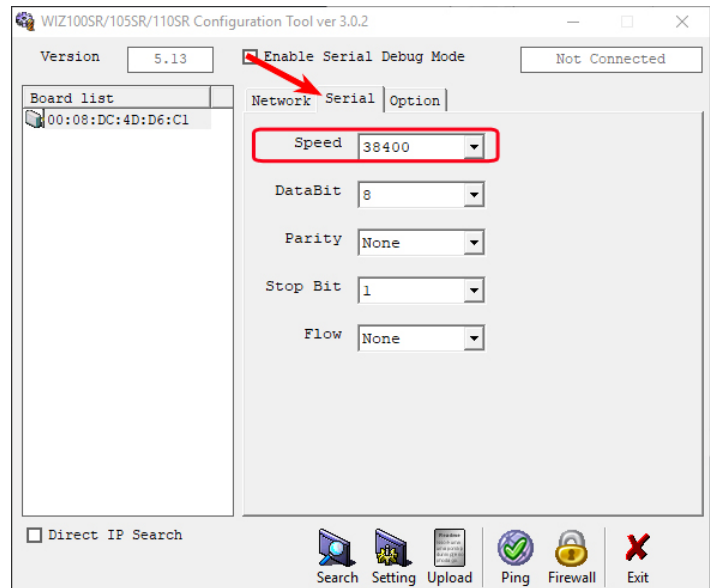 WIZ100SR/105SR/110SR Configuration Tool ver 3.0.2
Version 5.13 Enable Serial Debug Mode Not Connected
Board list
00:08:DC:4D:D6:C1
Network Serial Option
Speed 38400
DataBit 8
Parity None
Stop Bit 1
Flow None
Direct IP Search
Search Setting Upload Ping Firewall Exit